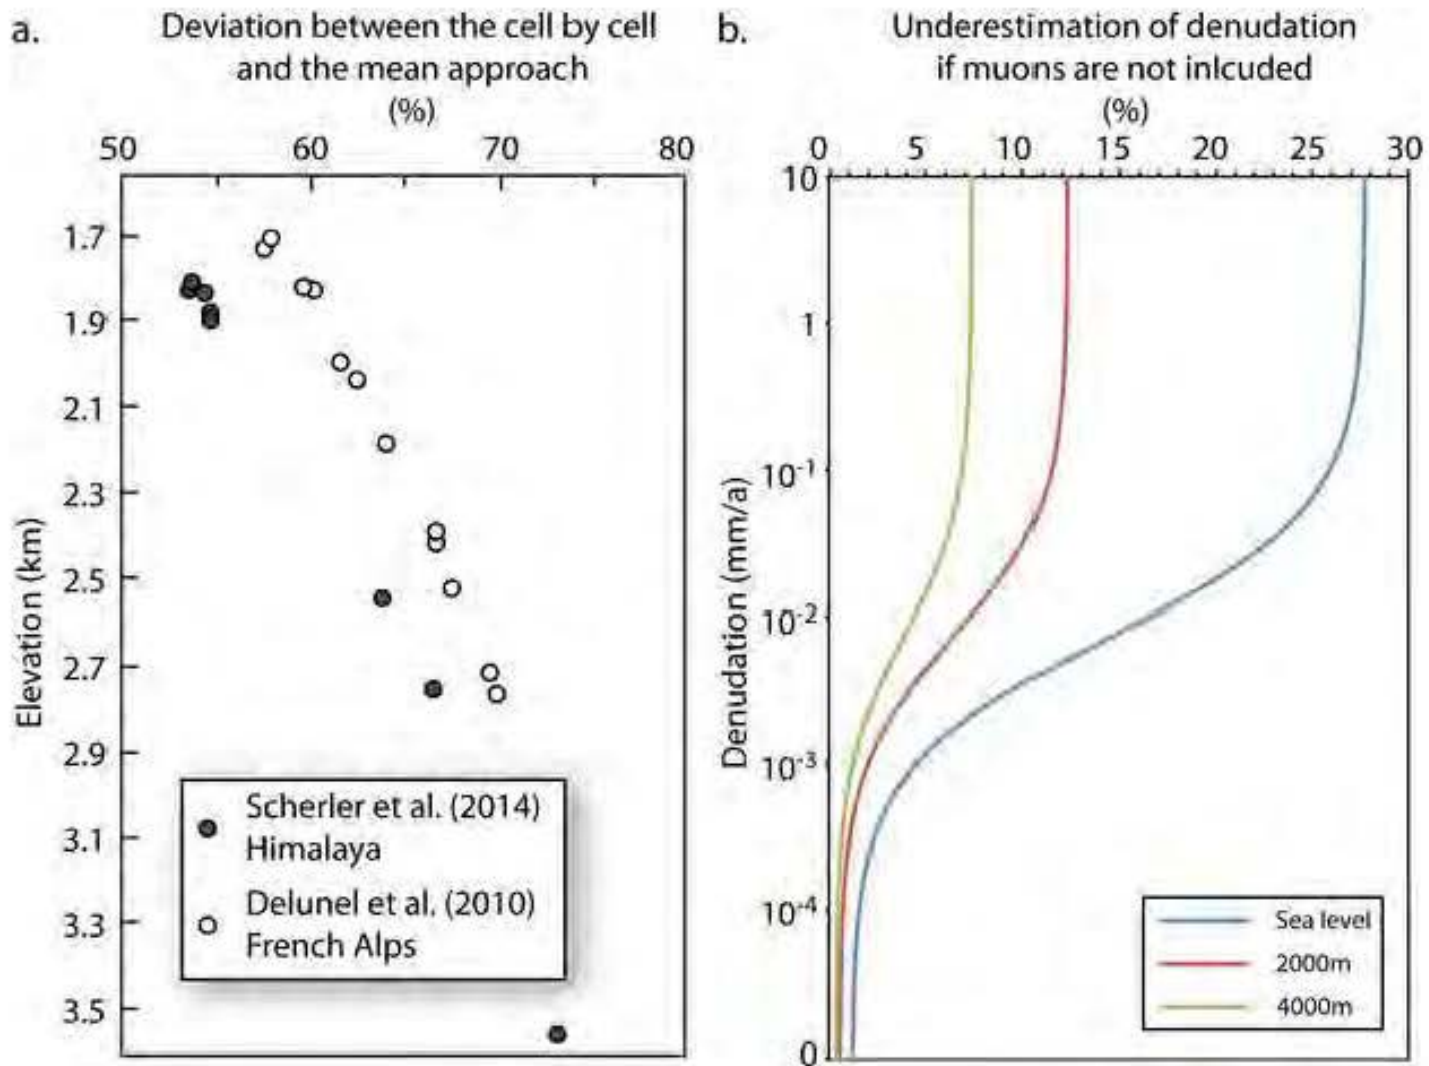 a.
Deviation between the cell by cell
and the mean approach
(%)
50 60 70 80
1.7
1.9
2.1
2.3
2.5
2.7
2.9
3.1
3.3
3.5
Elevation (km)
Scherler et al. (2014)
Himalaya
Delunel et al. (2010)
French Alps
b.
Underestimation of denudation
if muons are not inlcuded
(%)
0 5 10 15 20 25 30
10
1
10-1
10-2
10-3
10-4
0
Denudation (mm/a)
Sea level
2000m
4000m